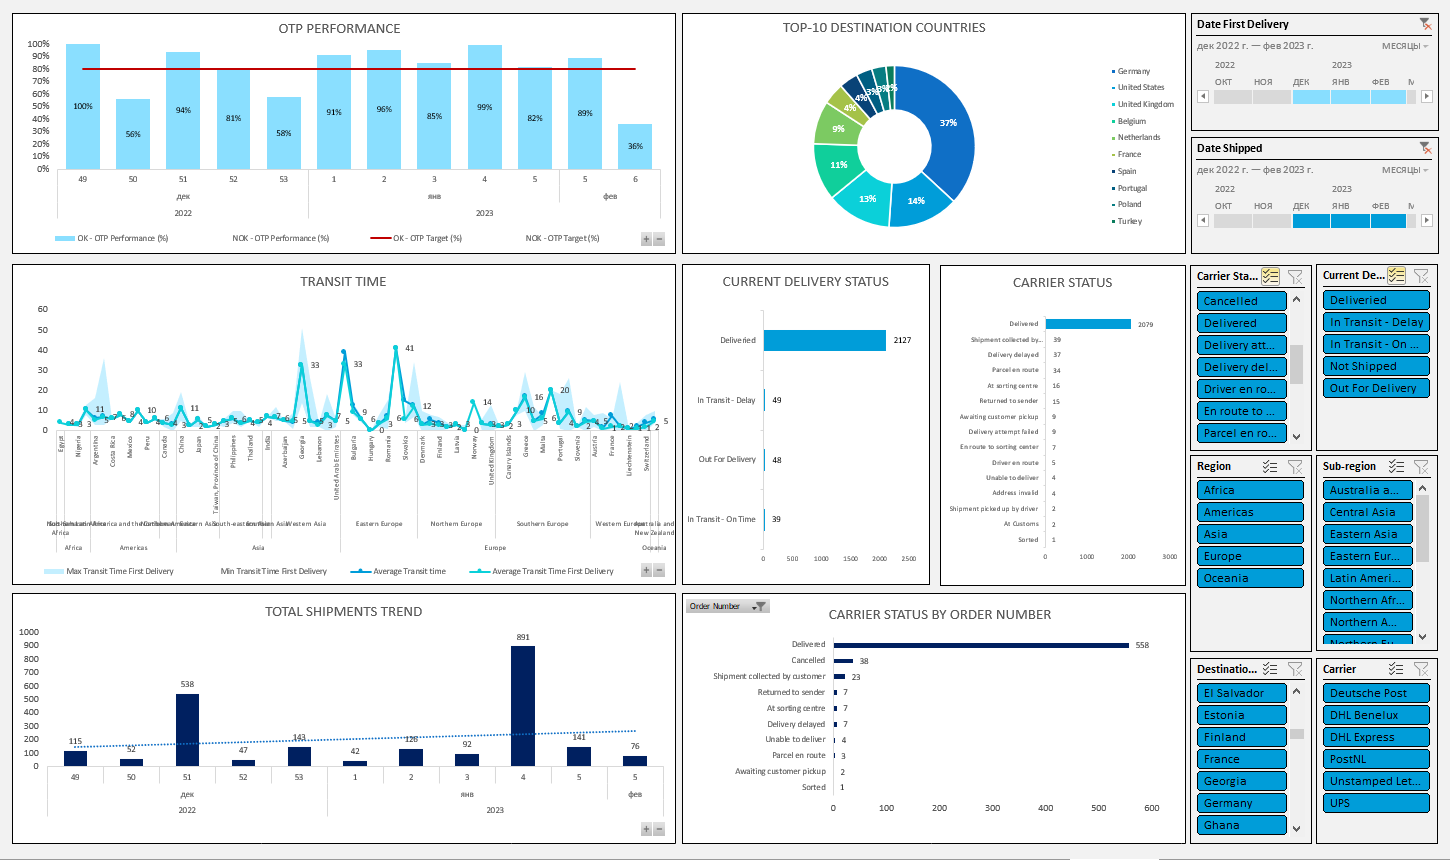 OTP PERFORMANCE
100%
90%
80%
70%
60%
50%
40%
30%
20%
10%
0%
100%
56%
94%
81%
58%
91%
96%
85%
99%
82%
89%
36%
49 50 51 52 53 1 2 3 4 5 5 6
дек янв фев
2022 2023
OK - OTP Performance (%) NOK - OTP Performance (%) OK - OTP Target (%) NOK - OTP Target (%)
TOP-10 DESTINATION COUNTRIES
37%
14%
13%
11%
9%
4%
4%
3%
3%
2%
Germany
United States
United Kingdom
Belgium
Netherlands
France
Spain
Portugal
Poland
Turkey
Date First Delivery
дек 2022 г. — фев 2023 г. МЕСЯЦЫ
2022 2023
ОКТ НОЯ ДЕК ЯНВ ФЕВ
Date Shipped
дек 2022 г. — фев 2023 г. МЕСЯЦЫ
2022 2023
ОКТ НОЯ ДЕК ЯНВ ФЕВ
TRANSIT TIME
60
50
40
30
20
10
0
33 33 41 20 16 14 12 11 11 10 10
Egypt
Nigeria
Argentina
Costa Rica
Mexico
Peru
Canada
China
Japan
Taiwan, Province of China
Philippines
Thailand
India
Azerbaijan
Georgia
Lebanon
United Arab Emirates
Bulgaria
Hungary
Romania
Slovakia
Denmark
Finland
Latvia
Norway
United Kingdom
Canary Islands
Greece
Malta
Portugal
Slovenia
Austria
France
Liechtenstein
Switzerland
Western Asia
Eastern Europe
Northern Europe
Southern Europe
Western Europe
Australia and New Zealand
Africa Americas Asia Europe Oceania
Max Transit Time First Delivery Min Transit Time First Delivery Average Transit time Average Transit Time First Delivery
CURRENT DELIVERY STATUS
Deliveried 2127
In Transit - Delay 49
Out For Delivery 48
In Transit - On Time 39
0 500 1000 1500 2000 2500
CARRIER STATUS
Delivered 2079
Shipment collected by... 39
Delivery delayed 37
Parcel en route 34
At sorting centre 16
Returned to sender 15
Awaiting customer pickup 9
Delivery attempt failed 9
En route to sorting center 7
Driver en route 5
Unable to deliver 4
Address invalid 4
Shipment picked up by driver 2
At Customs 2
Sorted 1
0 1000 2000 3000
Carrier Sta...
Cancelled
Delivered
Delivery att...
Delivery del...
Driver en ro...
En route to ...
Parcel en ro...
Current De...
Deliveried
In Transit - Delay
In Transit - On ...
Not Shipped
Out For Delivery
Region
Africa
Americas
Asia
Europe
Oceania
Sub-region
Australia a...
Central Asia
Eastern Asia
Eastern Eur...
Latin Ameri...
Northern Afr...
Northern A...
Northern Eu...
TOTAL SHIPMENTS TREND
1000
900
800
700
600
500
400
300
200
100
0
115
52
538
47
143
42
128
92
891
141
76
49 50 51 52 53 1 2 3 4 5 5
дек янв фев
2022 2023
Order Number
CARRIER STATUS BY ORDER NUMBER
Delivered 558
Cancelled 38
Shipment collected by customer 23
Returned to sender 7
At sorting centre 7
Delivery delayed 7
Unable to deliver 4
Parcel en route 3
Awaiting customer pickup 2
Sorted 1
0 100 200 300 400 500 600
Destinatio...
El Salvador
Estonia
Finland
France
Georgia
Germany
Ghana
Carrier
Deutsche Post
DHL Benelux
DHL Express
PostNL
Unstamped Let...
UPS